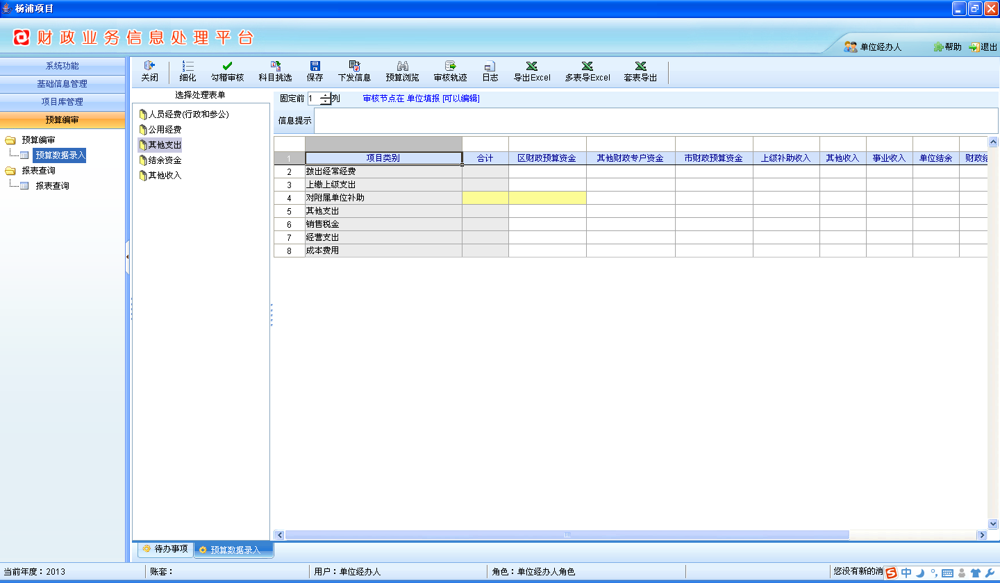 杨浦项目
财政业务信息处理平台
单位经办人 帮助 退出
系统功能
基础信息管理
项目库管理
预算编审
预算编审
预算数据录入
报表查询
报表查询
关闭 细化 勾稽审核 科目挑选 保存 下发信息 预算浏览 审核轨迹 日志 导出Excel 多表导Excel 套表导出
选择处理表单
人员经费(行政和参公)
公用经费
其他支出
结余资金
其他收入
固定前 1 列 审核节点在 单位填报 [可以编辑]
信息提示
1 项目类别 合计 区财政预算资金 其他财政专户资金 市财政预算资金 上级补助收入 其他收入 事业收入 单位结余 财政结
2 拨出经常经费
3 上缴上级支出
4 对附属单位补助
5 其他支出
6 销售税金
7 经营支出
8 成本费用
待办事项 预算数据录入
当前年度：2013 账套： 用户：单位经办人 角色：单位经办人角色 您没有新的消
中